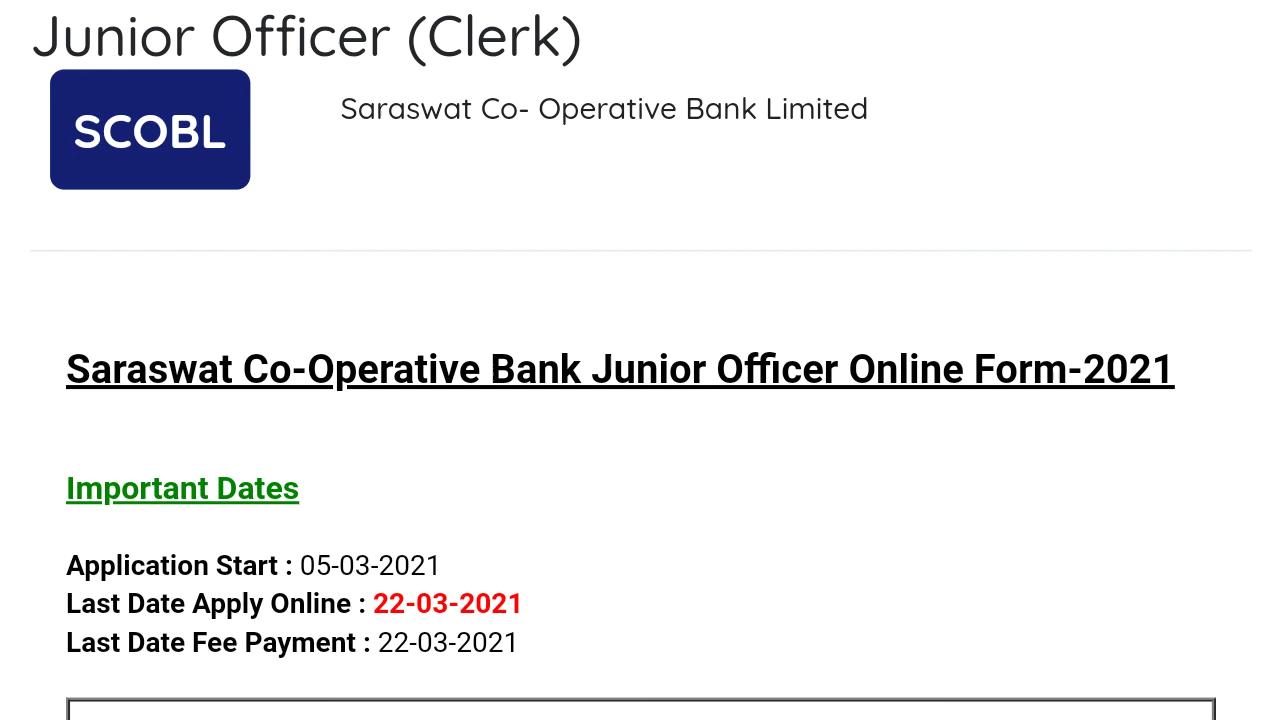 Junior Officer (Clerk)
SCOBL
Saraswat Co- Operative Bank Limited
Saraswat Co-Operative Bank Junior Officer Online Form-2021
Important Dates
Application Start : 05-03-2021
Last Date Apply Online : 22-03-2021
Last Date Fee Payment : 22-03-2021